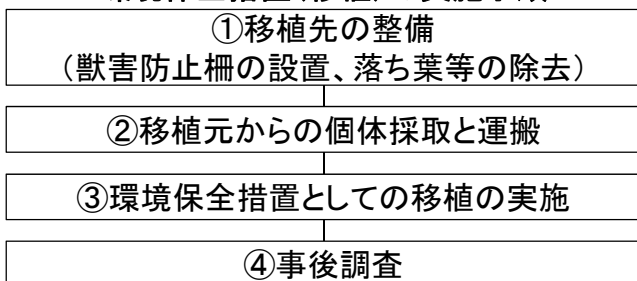 ①移植先の整備
（獣害防止柵の設置、落ち葉等の除去）
②移植元からの個体採取と運搬
③環境保全措置としての移植の実施
④事後調査